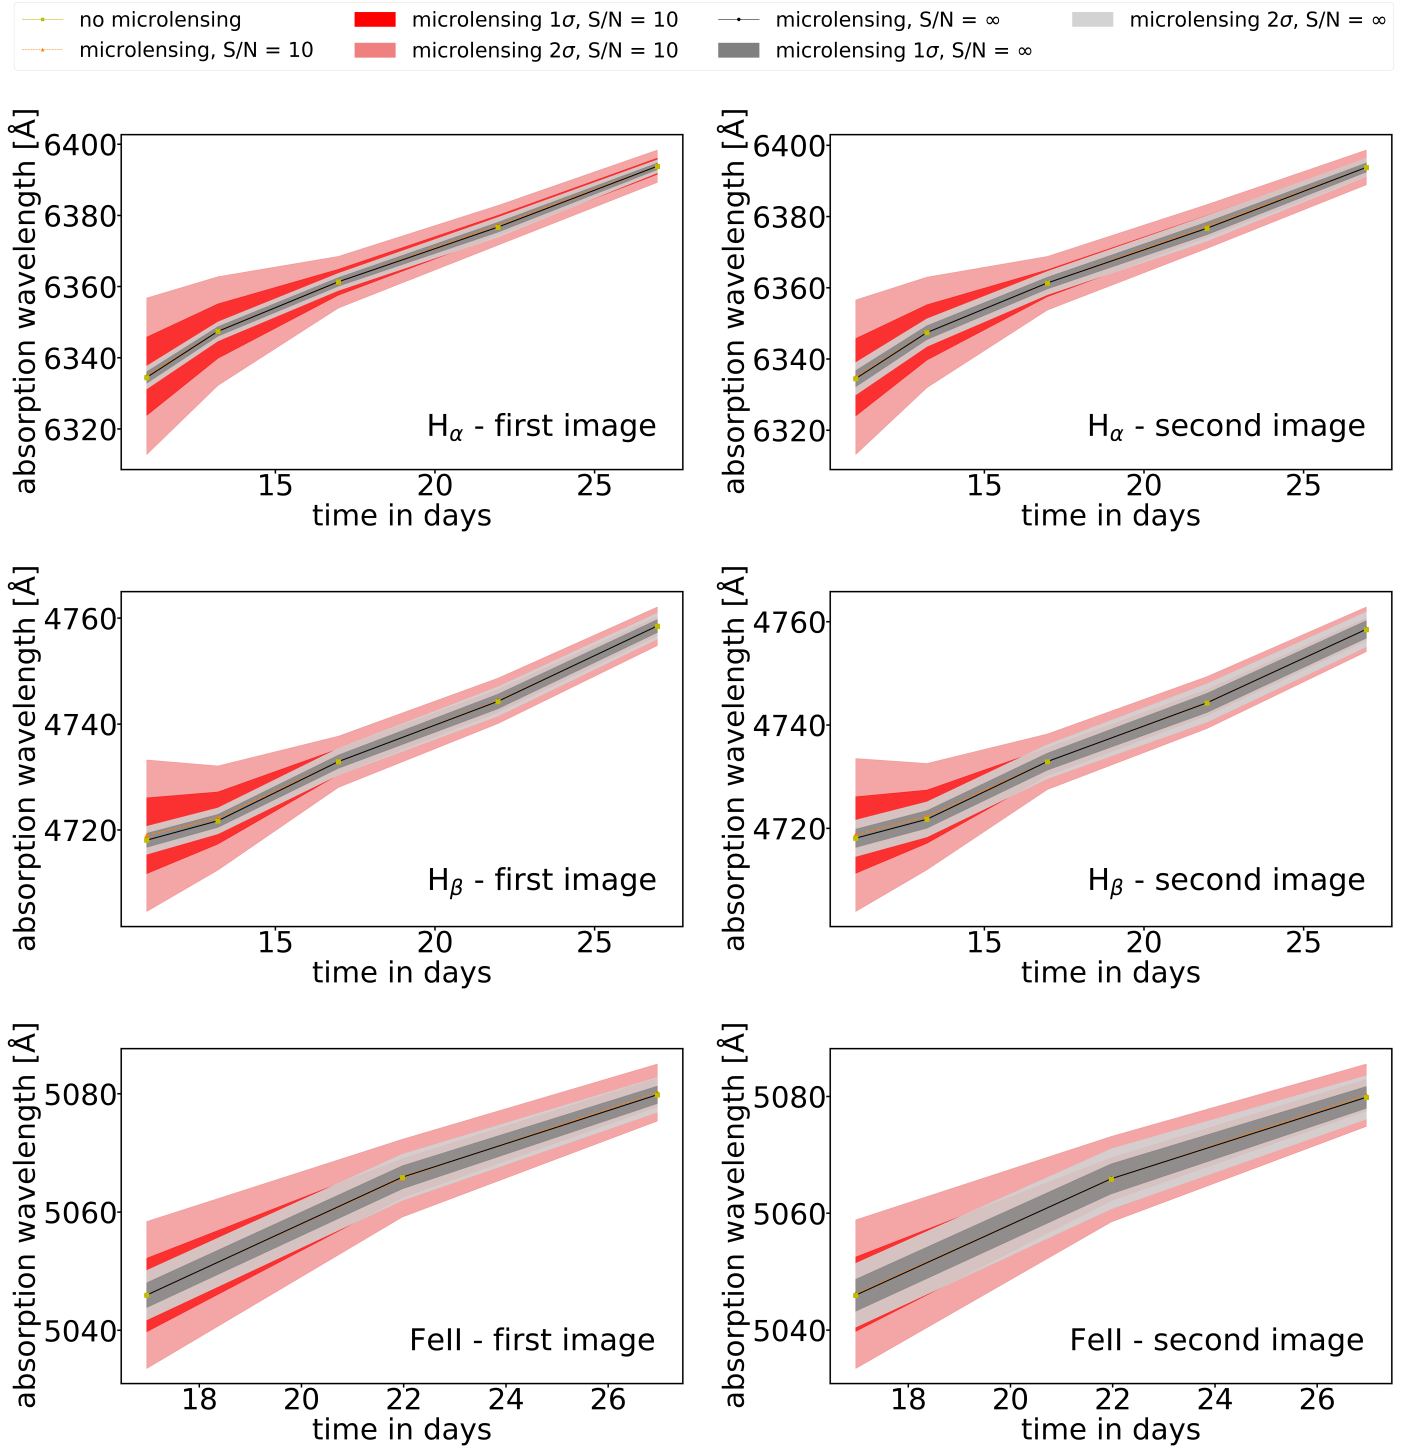 no microlensing
microlensing, S/N = 10
microlensing 1σ, S/N = 10
microlensing 2σ, S/N = 10
microlensing, S/N = ∞
microlensing 1σ, S/N = ∞
microlensing 2σ, S/N = ∞
absorption wavelength [Å]
6400
6380
6360
6340
6320
Hα - first image
15 20 25
time in days
absorption wavelength [Å]
6400
6380
6360
6340
6320
Hα - second image
15 20 25
time in days
absorption wavelength [Å]
4760
4740
4720
Hβ - first image
15 20 25
time in days
absorption wavelength [Å]
4760
4740
4720
Hβ - second image
15 20 25
time in days
absorption wavelength [Å]
5080
5060
5040
FeII - first image
18 20 22 24 26
time in days
absorption wavelength [Å]
5080
5060
5040
FeII - second image
18 20 22 24 26
time in days